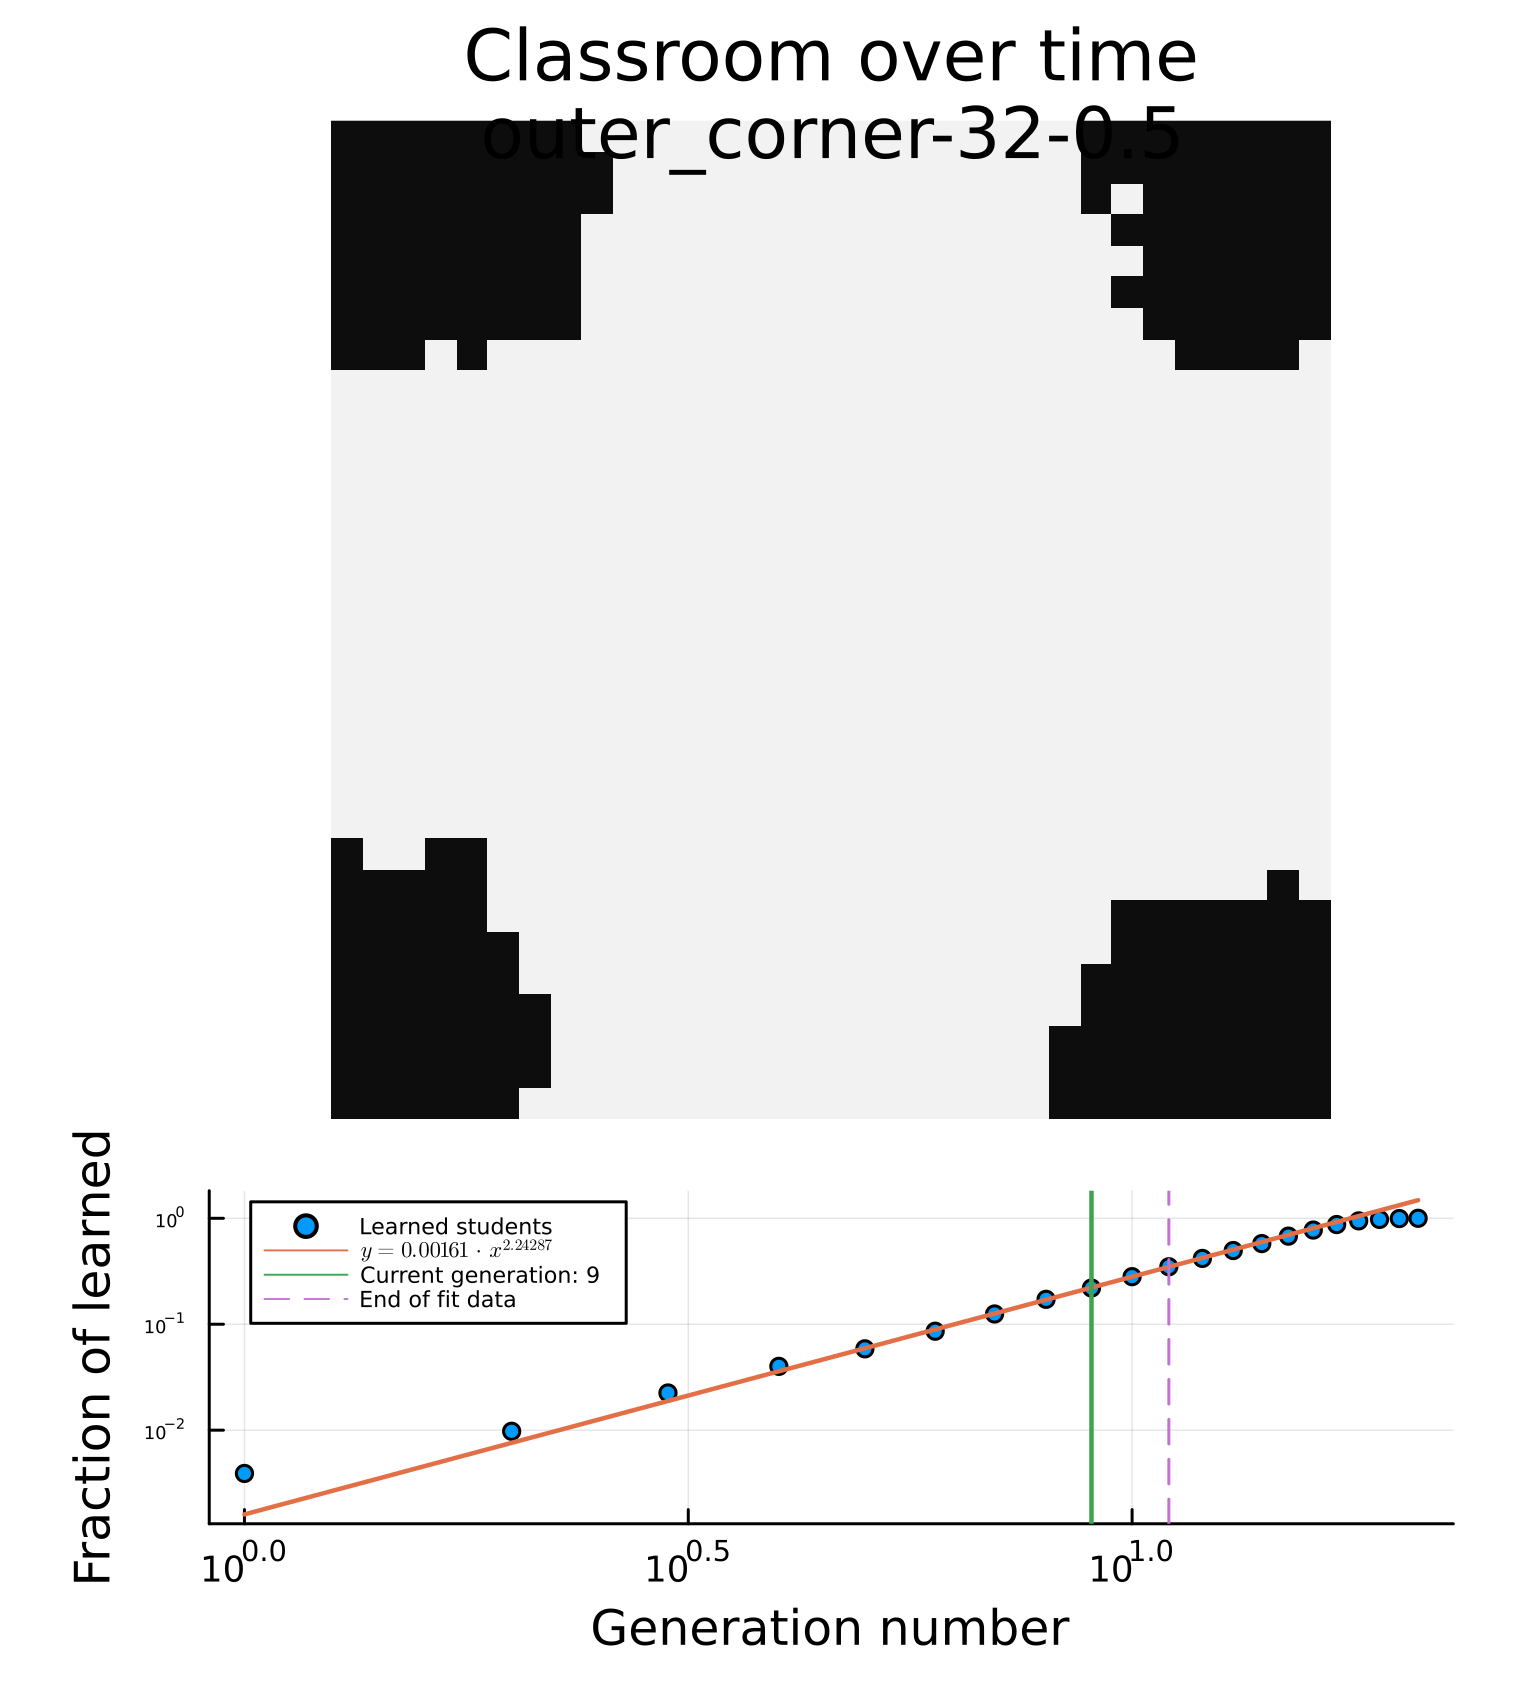 Classroom over time
outer_corner-32-0.5
Fraction of learned
10^0
10^−1
10^−2
Learned students
y = 0.00161 · x^2.24287
Current generation: 9
End of fit data
10^0.0
10^0.5
10^1.0
Generation number